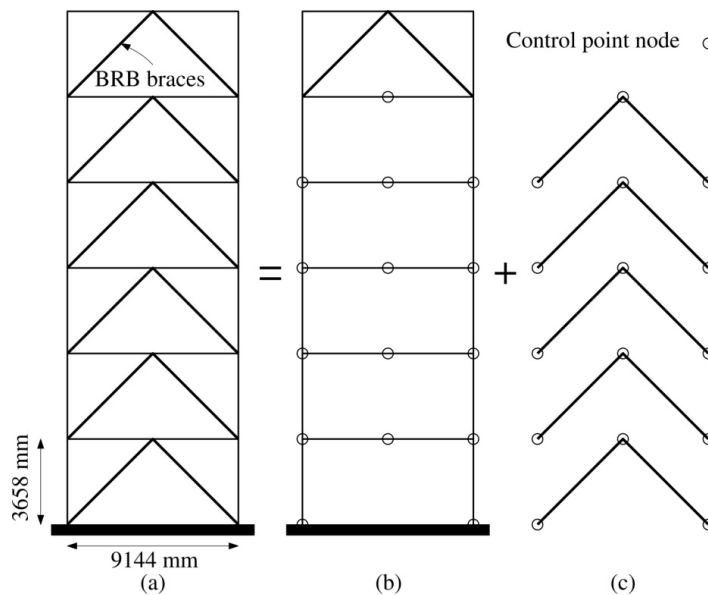 Control point node
BRB braces
=
+
3658 mm
9144 mm
(a)
(b)
(c)